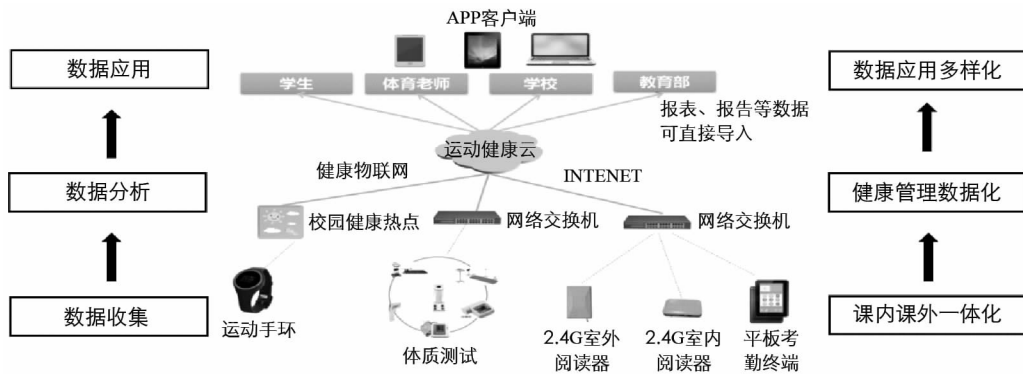 APP客户端
数据应用
学生
体育老师
学校
教育部
数据应用多样化
报表、报告等数据
可直接导入
运动健康云
健康物联网
INTENET
数据分析
健康管理数据化
校园健康热点
网络交换机
网络交换机
数据收集
课内课外一体化
运动手环
体质测试
2.4G室外
阅读器
2.4G室内
阅读器
平板考
勤终端